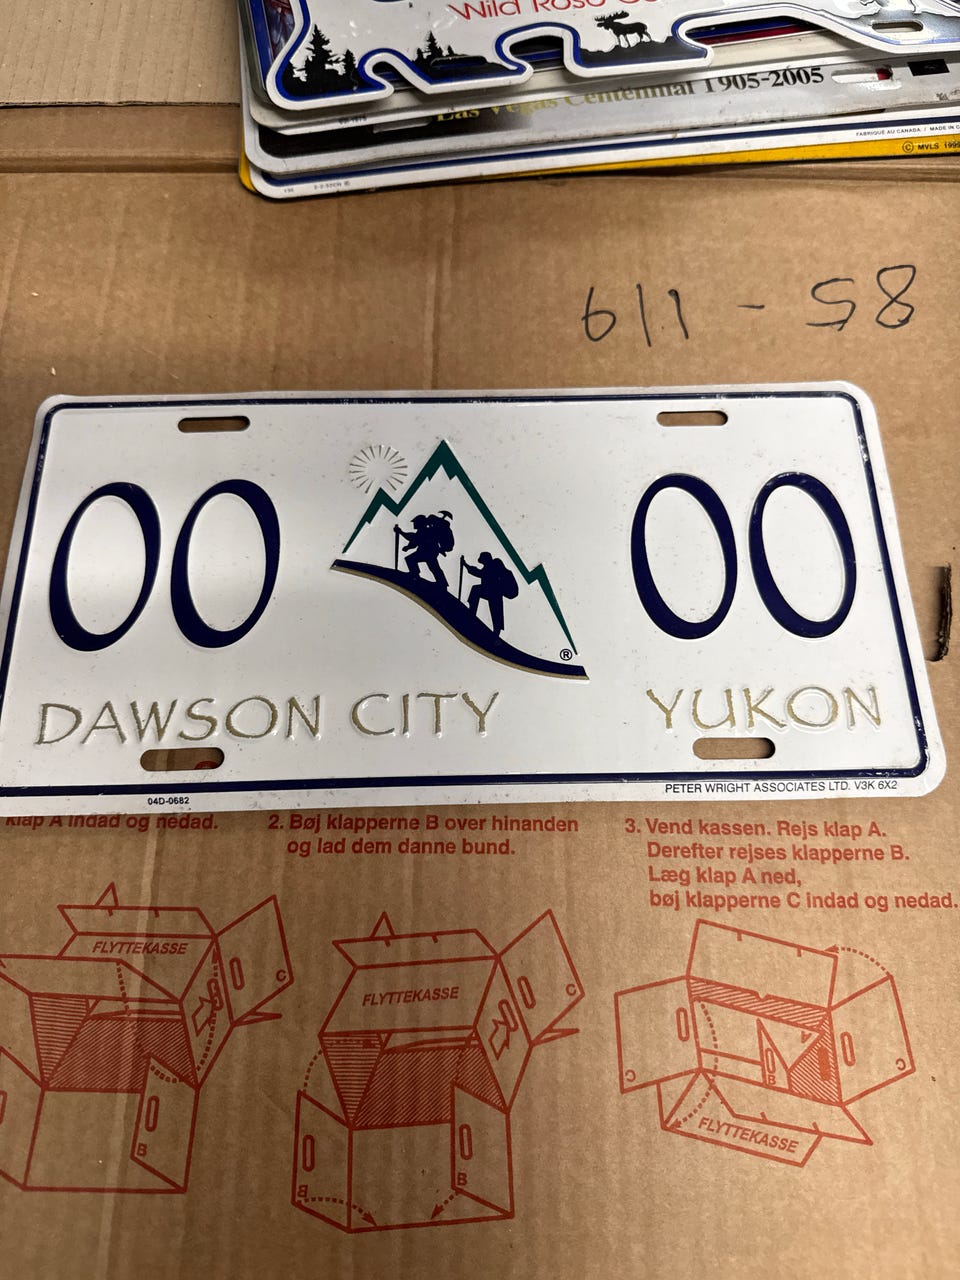 Wild Rose
Las Vegas Centennial 1905-2005
FABRIQUÉ AU CANADA / MADE IN C
© MVLS 1999
611 - 58
00 00
®
DAWSON CITY YUKON
04D-0682
PETER WRIGHT ASSOCIATES LTD. V3K 6X2
klap A indad og nedad.
2. Bøj klapperne B over hinanden
og lad dem danne bund.
3. Vend kassen. Rejs klap A.
Derefter rejses klapperne B.
Læg klap A ned,
bøj klapperne C indad og nedad.
FLYTTEKASSE
C
B
FLYTTEKASSE
C
B
B
C
A
B
C
FLYTTEKASSE